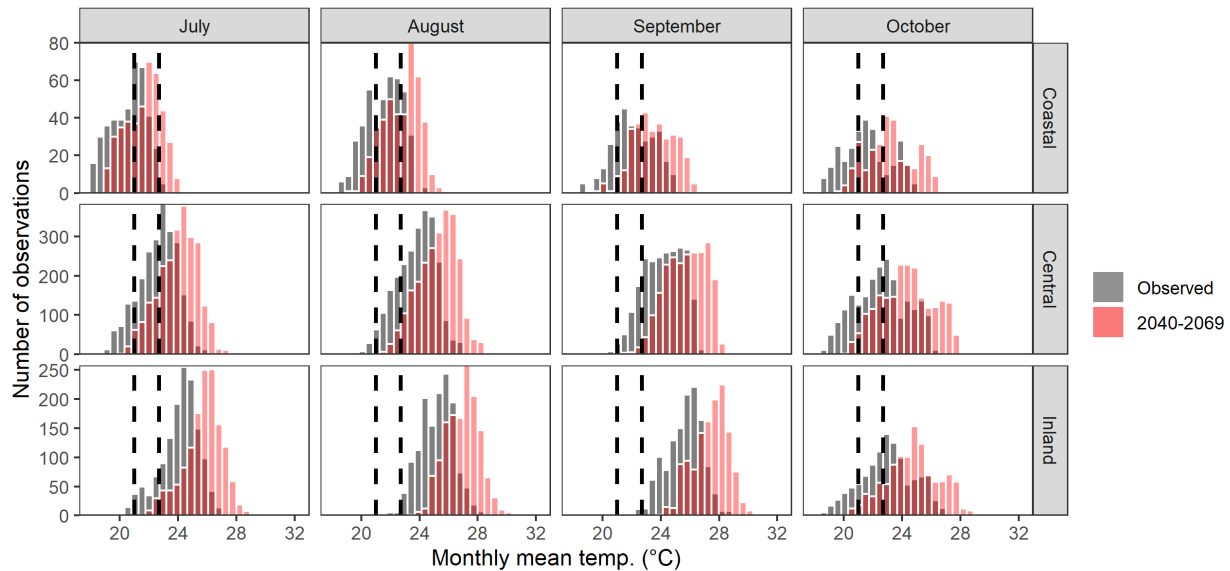 July August September October
80
60
40
20
0
Coastal
300
200
100
0
Central
250
200
150
100
50
0
Inland
20 24 28 32 20 24 28 32 20 24 28 32 20 24 28 32
Number of observations
Monthly mean temp. (°C)
Observed
2040-2069